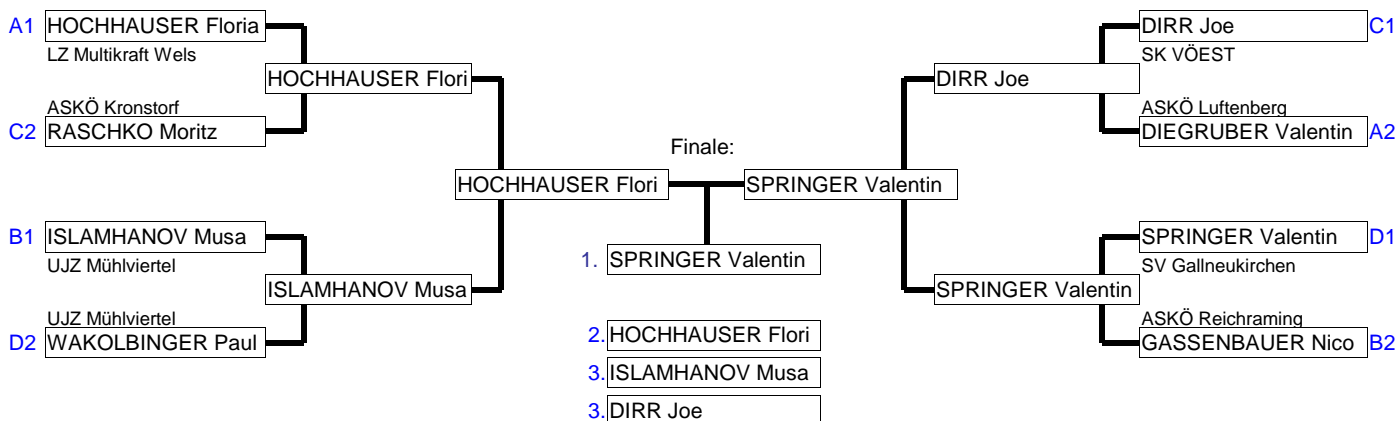 A1 HOCHHAUSER Floria
LZ Multikraft Wels
HOCHHAUSER Flori
ASKÖ Kronstorf
C2 RASCHKO Moritz
HOCHHAUSER Flori
B1 ISLAMHANOV Musa
UJZ Mühlviertel
ISLAMHANOV Musa
UJZ Mühlviertel
D2 WAKOLBINGER Paul
Finale:
1. SPRINGER Valentin
2. HOCHHAUSER Flori
3. ISLAMHANOV Musa
3. DIRR Joe
DIRR Joe C1
SK VÖEST
DIRR Joe
ASKÖ Luftenberg
DIEGRUBER Valentin A2
SPRINGER Valentin
SPRINGER Valentin D1
SV Gallneukirchen
SPRINGER Valentin
ASKÖ Reichraming
GASSENBAUER Nico B2